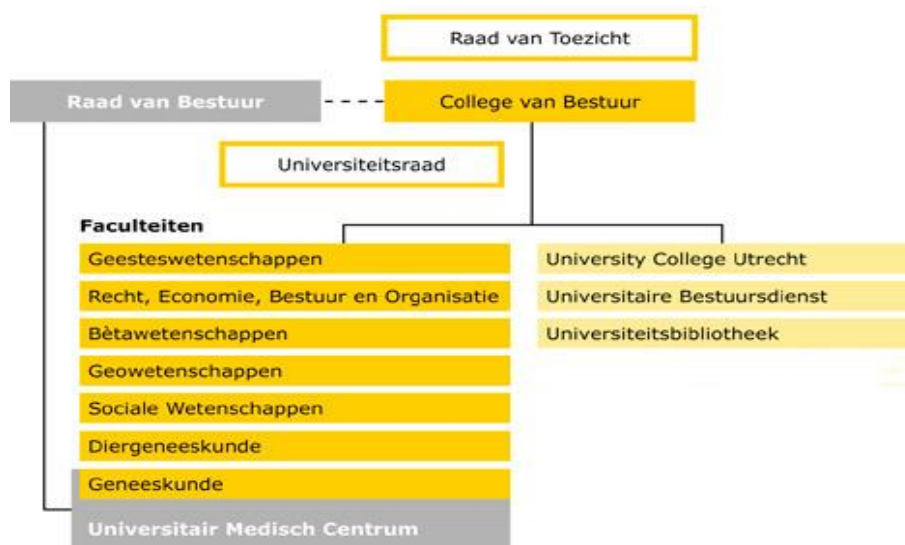 Raad van Toezicht
Raad van Bestuur
College van Bestuur
Universiteitsraad
Faculteiten
Geesteswetenschappen
Recht, Economie, Bestuur en Organisatie
Bètawetenschappen
Geowetenschappen
Sociale Wetenschappen
Diergeneeskunde
Geneeskunde
Universitair Medisch Centrum
University College Utrecht
Universitaire Bestuursdienst
Universiteitsbibliotheek